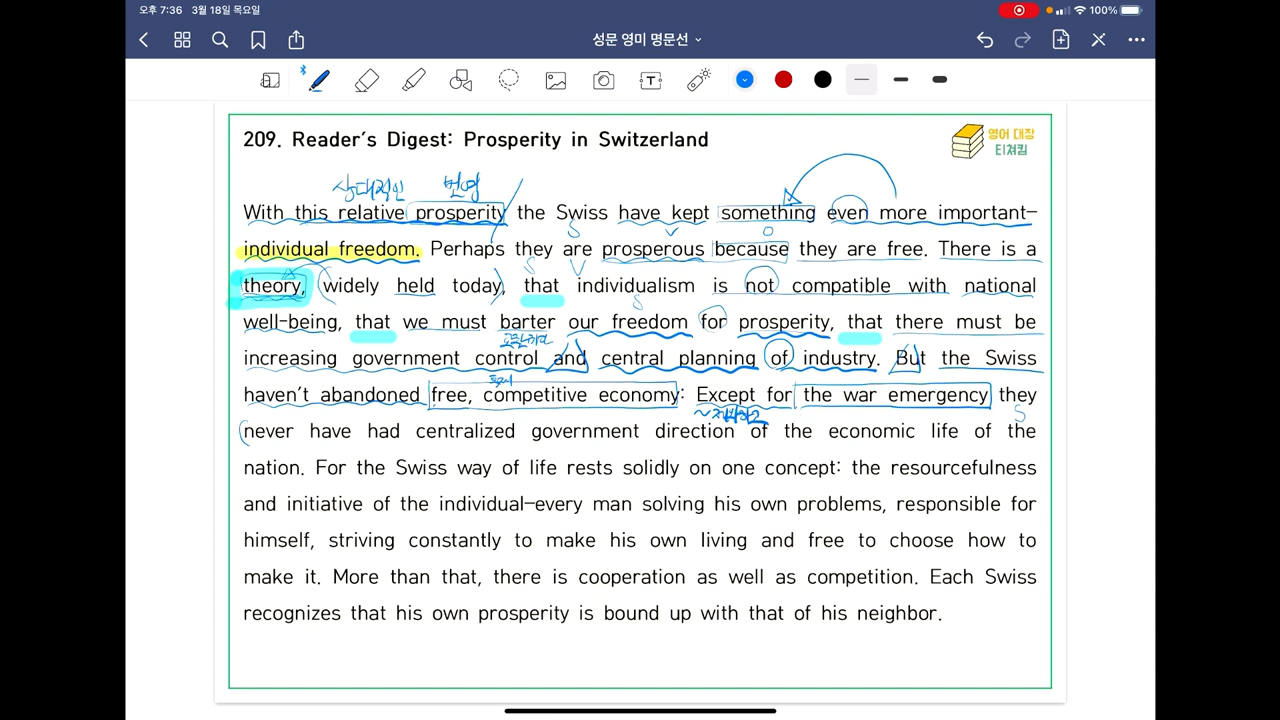 오후 7:36 3월 18일 목요일
100%
성문 영미 명문선
T
209. Reader's Digest: Prosperity in Switzerland
영어 대장
티쳐킴
상대적인 번영
With this relative prosperity the Swiss have kept something even more important–
S V O
individual freedom. Perhaps they are prosperous because they are free. There is a
S V
theory, widely held today, that individualism is not compatible with national
S
well-being, that we must barter our freedom for prosperity, that there must be
교환하다
increasing government control and central planning of industry. But the Swiss
haven't abandoned free, competitive economy: Except for the war emergency they
~제외하고 S
never have had centralized government direction of the economic life of the
nation. For the Swiss way of life rests solidly on one concept: the resourcefulness
and initiative of the individual–every man solving his own problems, responsible for
himself, striving constantly to make his own living and free to choose how to
make it. More than that, there is cooperation as well as competition. Each Swiss
recognizes that his own prosperity is bound up with that of his neighbor.